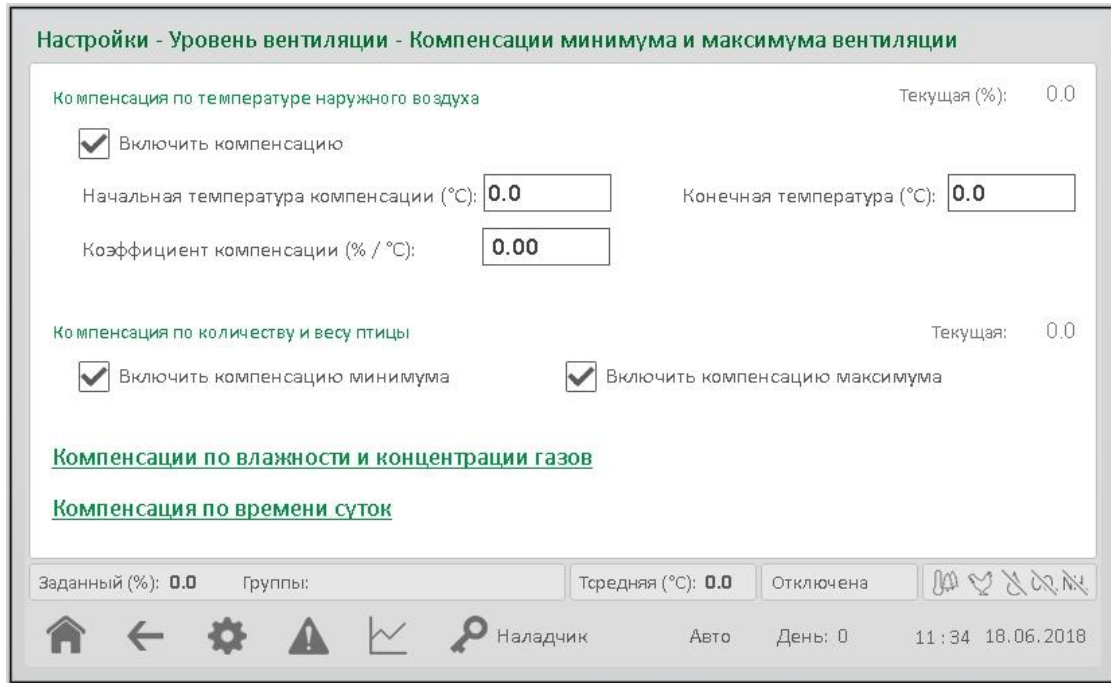 Настройки - Уровень вентиляции - Компенсации минимума и максимума вентиляции
Компенсация по температуре наружного воздуха Текущая (%): 0.0
Включить компенсацию
Начальная температура компенсации (°C): 0.0 Конечная температура (°C): 0.0
Коэффициент компенсации (% / °C): 0.00
Компенсация по количеству и весу птицы Текущая: 0.0
Включить компенсацию минимума Включить компенсацию максимума
Компенсации по влажности и концентрации газов
Компенсация по времени суток
Заданный (%): 0.0 Группы: Tсредняя (°C): 0.0 Отключена
Наладчик Авто День: 0 11:34 18.06.2018